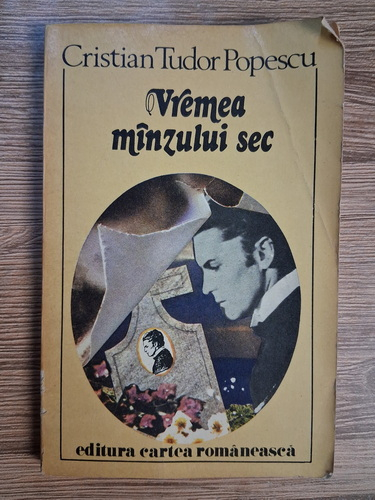 Cristian Tudor Popescu
Vremea
mînzului sec
editura cartea românească